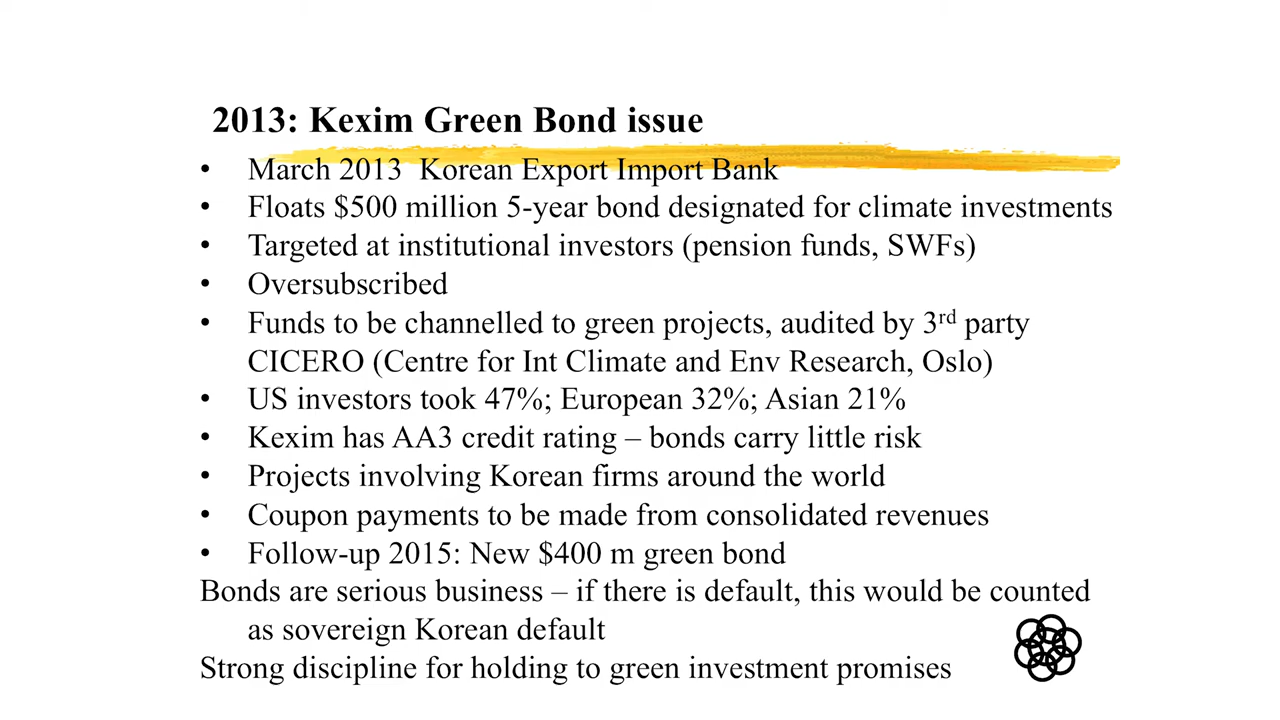 2013: Kexim Green Bond issue
• March 2013  Korean Export Import Bank
• Floats $500 million 5-year bond designated for climate investments
• Targeted at institutional investors (pension funds, SWFs)
• Oversubscribed
• Funds to be channelled to green projects, audited by 3rd party
CICERO (Centre for Int Climate and Env Research, Oslo)
• US investors took 47%; European 32%; Asian 21%
• Kexim has AA3 credit rating – bonds carry little risk
• Projects involving Korean firms around the world
• Coupon payments to be made from consolidated revenues
• Follow-up 2015: New $400 m green bond
Bonds are serious business – if there is default, this would be counted
as sovereign Korean default
Strong discipline for holding to green investment promises